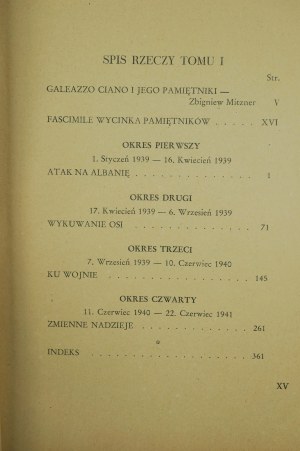 SPIS RZECZY TOMU I
Str.
GALEAZZO CIANO I JEGO PAMIĘTNIKI —
Zbigniew Mitzner V
FASCIMILE WYCINKA PAMIĘTNIKÓW . . . . . XVI
OKRES PIERWSZY
1. Styczeń 1939 — 16. Kwiecień 1939
ATAK NA ALBANIĘ . . . . . . . . . . . . 1
OKRES DRUGI
17. Kwiecień 1939 — 6. Wrzesień 1939
WYKUWANIE OSI . . . . . . . . . . . . 71
OKRES TRZECI
7. Wrzesień 1939 — 10. Czerwiec 1940
KU WOJNIE . . . . . . . . . . . . . . 145
OKRES CZWARTY
11. Czerwiec 1940 — 22. Czerwiec 1941
ZMIENNE NADZIEJE . . . . . . . . . . . 261
*
INDEKS . . . . . . . . . . . . . . . . 361
XV